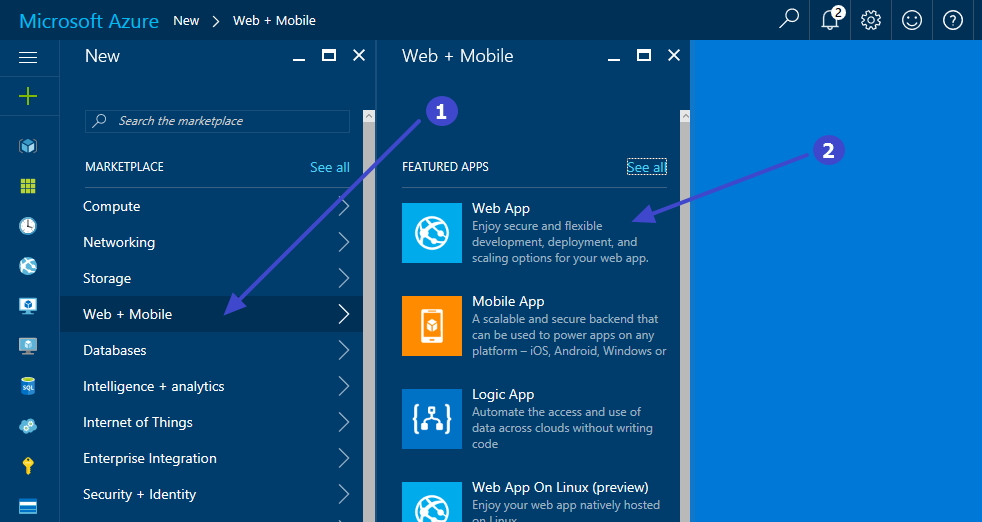 Microsoft Azure New > Web + Mobile
2
New
Web + Mobile
1
Search the marketplace
MARKETPLACE See all
Compute
Networking
Storage
Web + Mobile
Databases
Intelligence + analytics
Internet of Things
Enterprise Integration
Security + Identity
SQL
2
FEATURED APPS See all
Web App
Enjoy secure and flexible
development, deployment, and
scaling options for your web app.
Mobile App
A scalable and secure backend that
can be used to power apps on any
platform – iOS, Android, Windows or
Logic App
Automate the access and use of
data across clouds without writing
code
Web App On Linux (preview)
Enjoy your web app natively hosted
on Linux